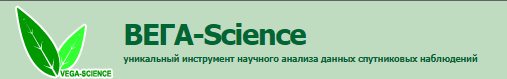 ВЕГА-Science
уникальный инструмент научного анализа данных спутниковых наблюдений
VEGA-SCIENCE